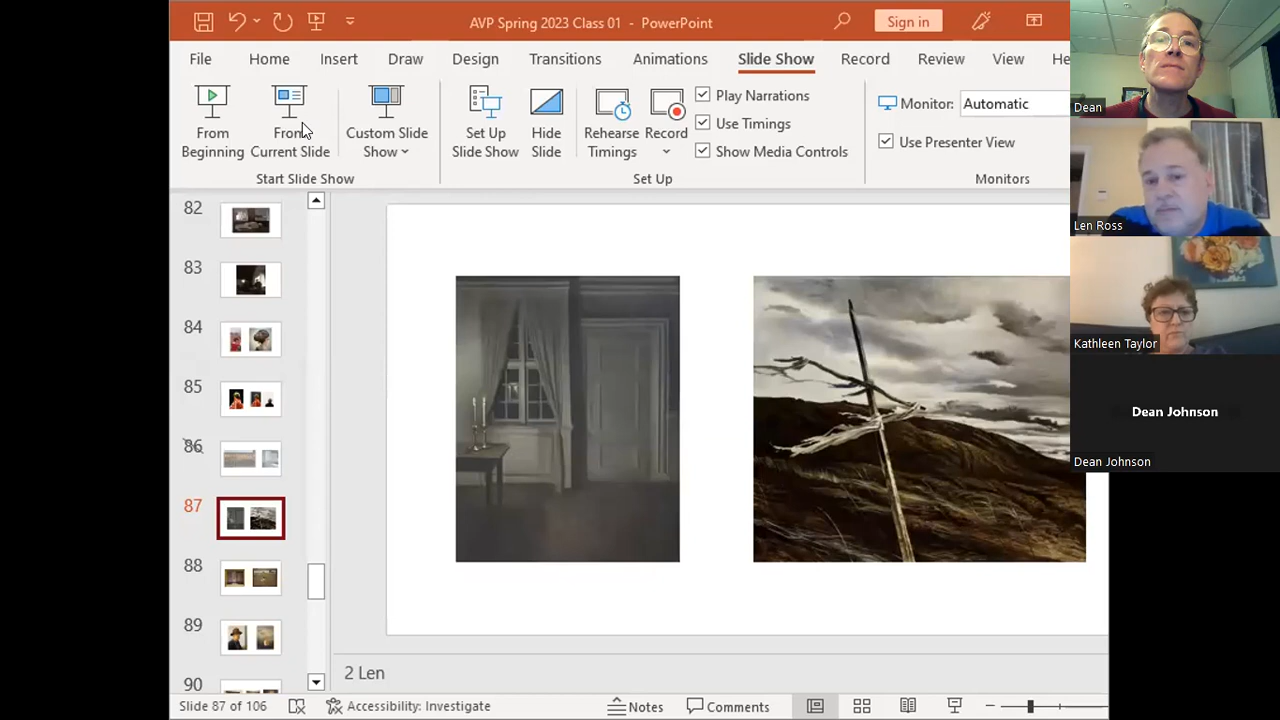 AVP Spring 2023 Class 01 - PowerPoint
Sign in
File Home Insert Draw Design Transitions Animations Slide Show Record Review View He
From Beginning
From Current Slide
Custom Slide Show
Set Up Slide Show
Hide Slide
Rehearse Timings
Record
Play Narrations
Use Timings
Show Media Controls
Monitor: Automatic
Use Presenter View
Start Slide Show
Set Up
Monitors
82
83
84
85
86
87
88
89
90
2 Len
Slide 87 of 106
Accessibility: Investigate
Notes
Comments
Dean
Len Ross
Kathleen Taylor
Dean Johnson
Dean Johnson